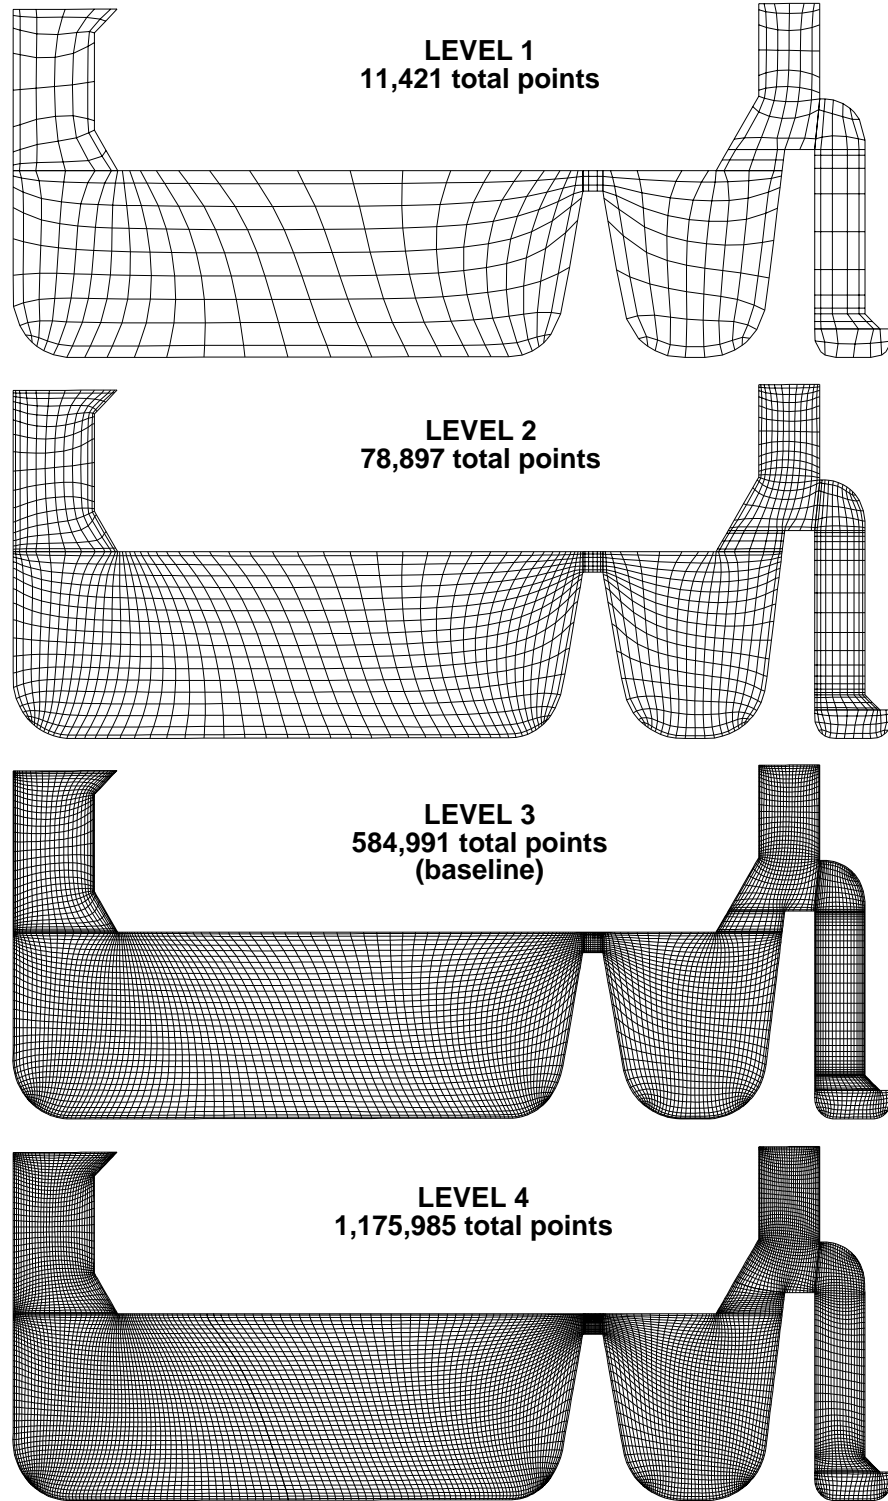 LEVEL 1
11,421 total points
LEVEL 2
78,897 total points
LEVEL 3
584,991 total points
(baseline)
LEVEL 4
1,175,985 total points